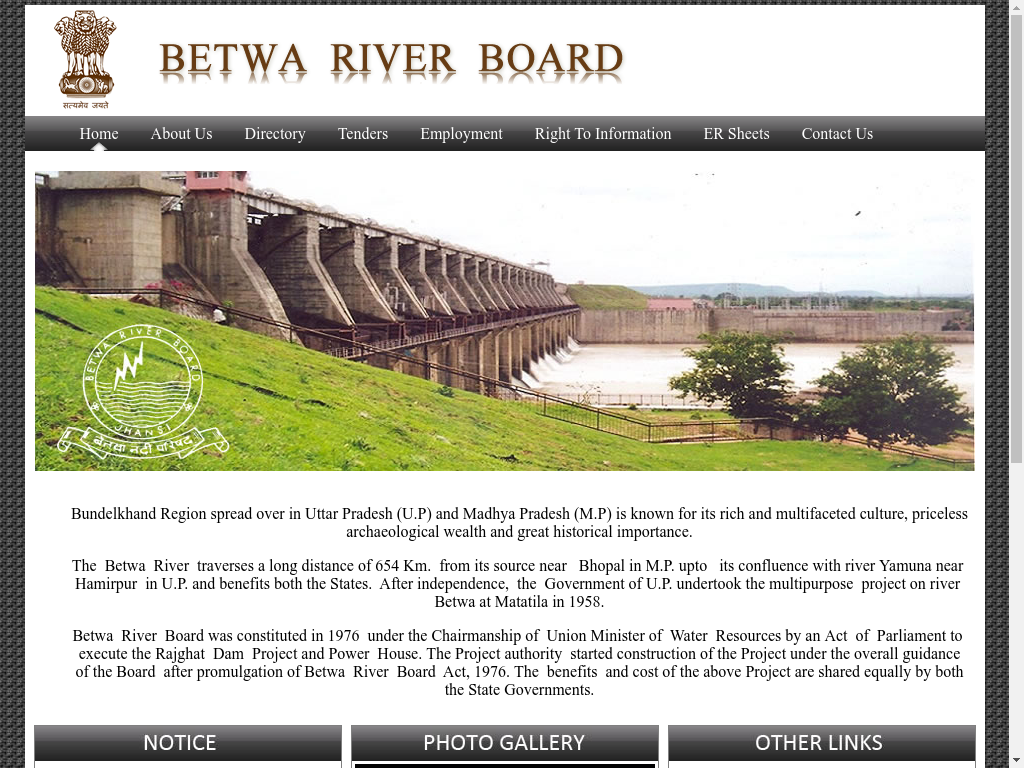 सत्यमेव जयते
BETWA RIVER BOARD
Home About Us Directory Tenders Employment Right To Information ER Sheets Contact Us
BETWA RIVER BOARD
JHANSI
बेतवा नदी परिषद
Bundelkhand Region spread over in Uttar Pradesh (U.P) and Madhya Pradesh (M.P) is known for its rich and multifaceted culture, priceless
archaeological wealth and great historical importance.
The Betwa River traverses a long distance of 654 Km. from its source near Bhopal in M.P. upto its confluence with river Yamuna near
Hamirpur in U.P. and benefits both the States. After independence, the Government of U.P. undertook the multipurpose project on river
Betwa at Matatila in 1958.
Betwa River Board was constituted in 1976 under the Chairmanship of Union Minister of Water Resources by an Act of Parliament to
execute the Rajghat Dam Project and Power House. The Project authority started construction of the Project under the overall guidance
of the Board after promulgation of Betwa River Board Act, 1976. The benefits and cost of the above Project are shared equally by both
the State Governments.
NOTICE PHOTO GALLERY OTHER LINKS